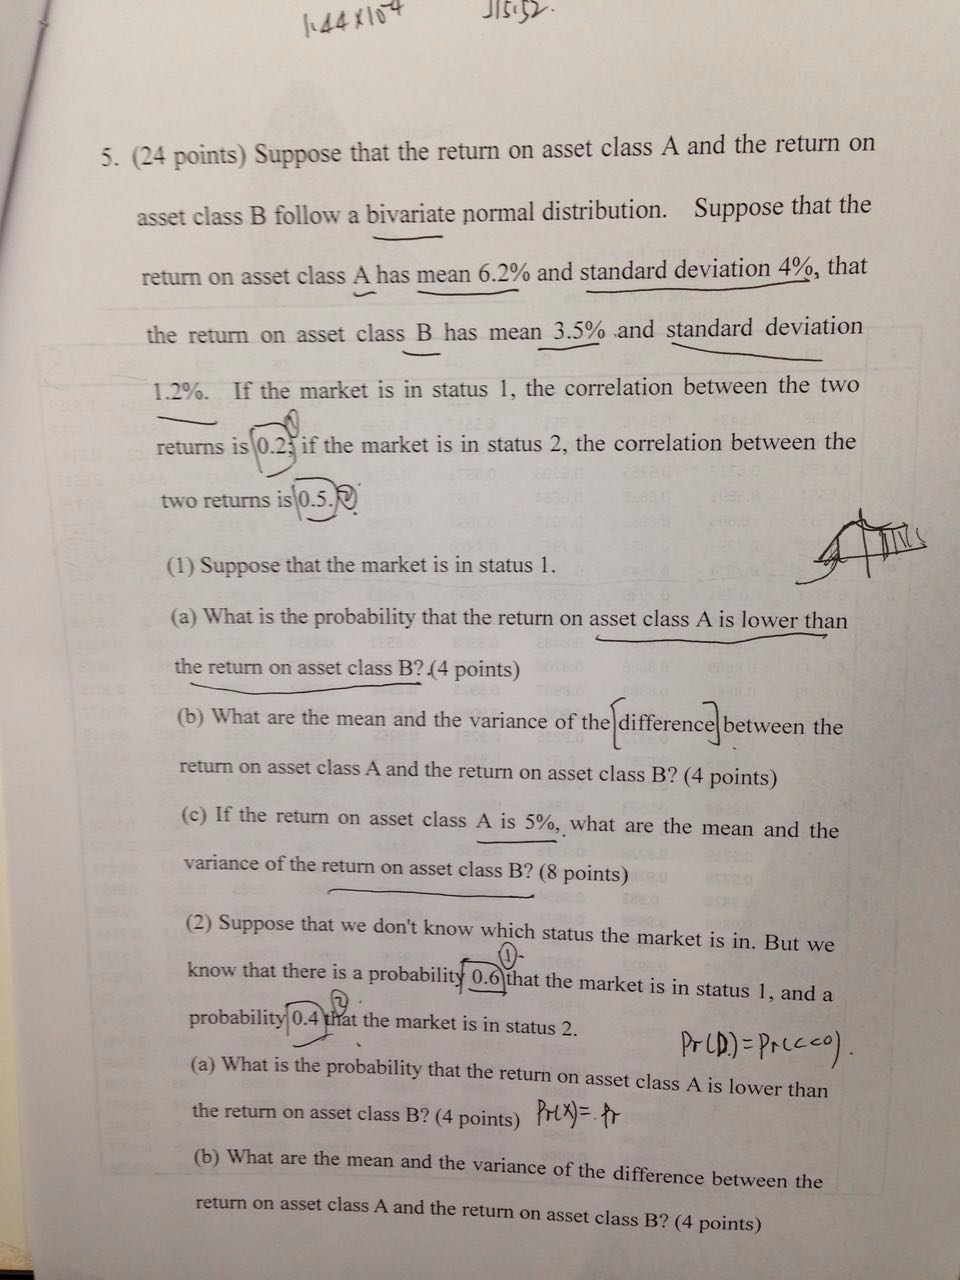 1.44×10⁻⁴ 315.52.
5. (24 points) Suppose that the return on asset class A and the return on
asset class B follow a bivariate normal distribution. Suppose that the
return on asset class A has mean 6.2% and standard deviation 4%, that
the return on asset class B has mean 3.5% and standard deviation
1.2%. If the market is in status 1, the correlation between the two
returns is 0.2; if the market is in status 2, the correlation between the
two returns is 0.5.
(1) Suppose that the market is in status 1.
(a) What is the probability that the return on asset class A is lower than
the return on asset class B? (4 points)
(b) What are the mean and the variance of the difference between the
return on asset class A and the return on asset class B? (4 points)
(c) If the return on asset class A is 5%, what are the mean and the
variance of the return on asset class B? (8 points)
(2) Suppose that we don't know which status the market is in. But we
know that there is a probability 0.6 that the market is in status 1, and a
probability 0.4 that the market is in status 2.
Pr(D)=Pr(C<0).
(a) What is the probability that the return on asset class A is lower than
the return on asset class B? (4 points) Pr(X)= Pr
(b) What are the mean and the variance of the difference between the
return on asset class A and the return on asset class B? (4 points)